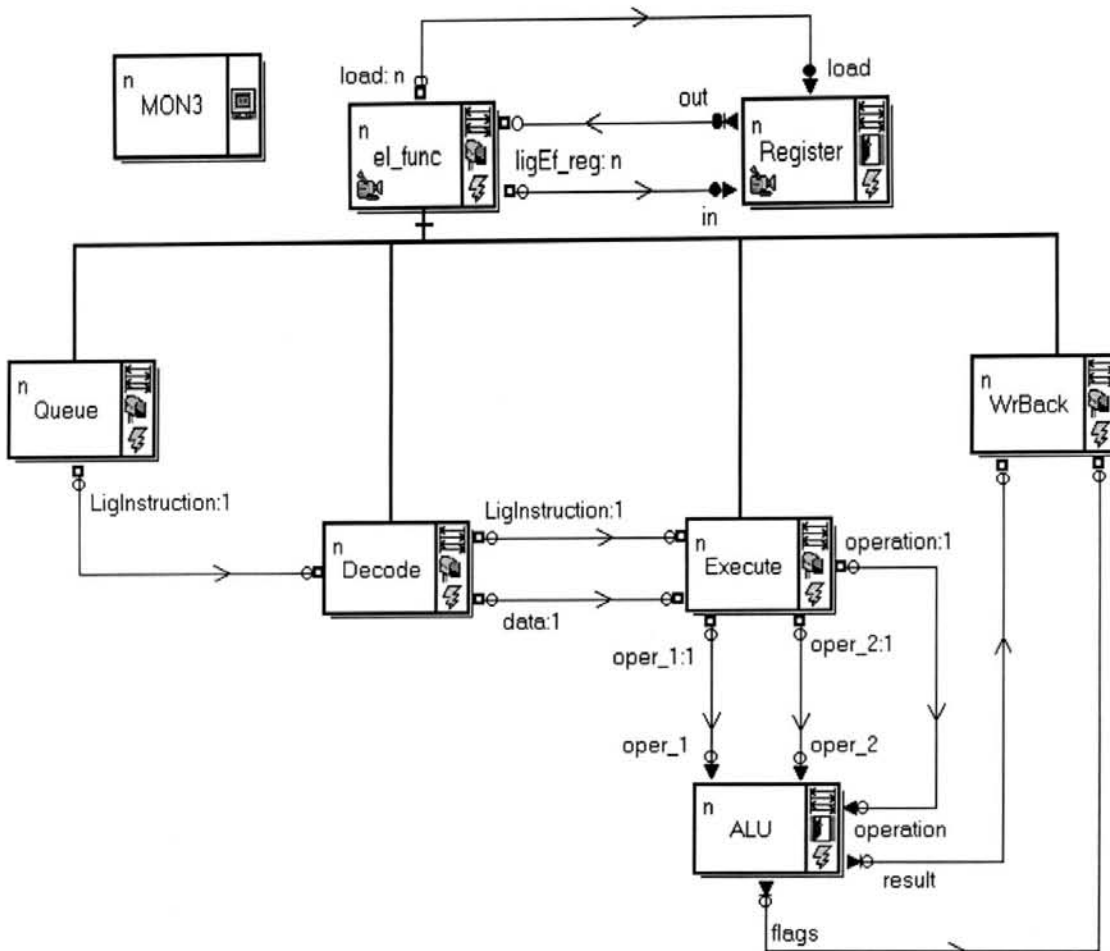 load: n
load
n
MON3
out
n
el_func
n
Register
ligEf_reg: n
in
n
Queue
n
WrBack
LigInstruction:1
LigInstruction:1
n
Decode
n
Execute
operation:1
data:1
oper_1:1
oper_2:1
oper_1
oper_2
n
ALU
operation
result
flags